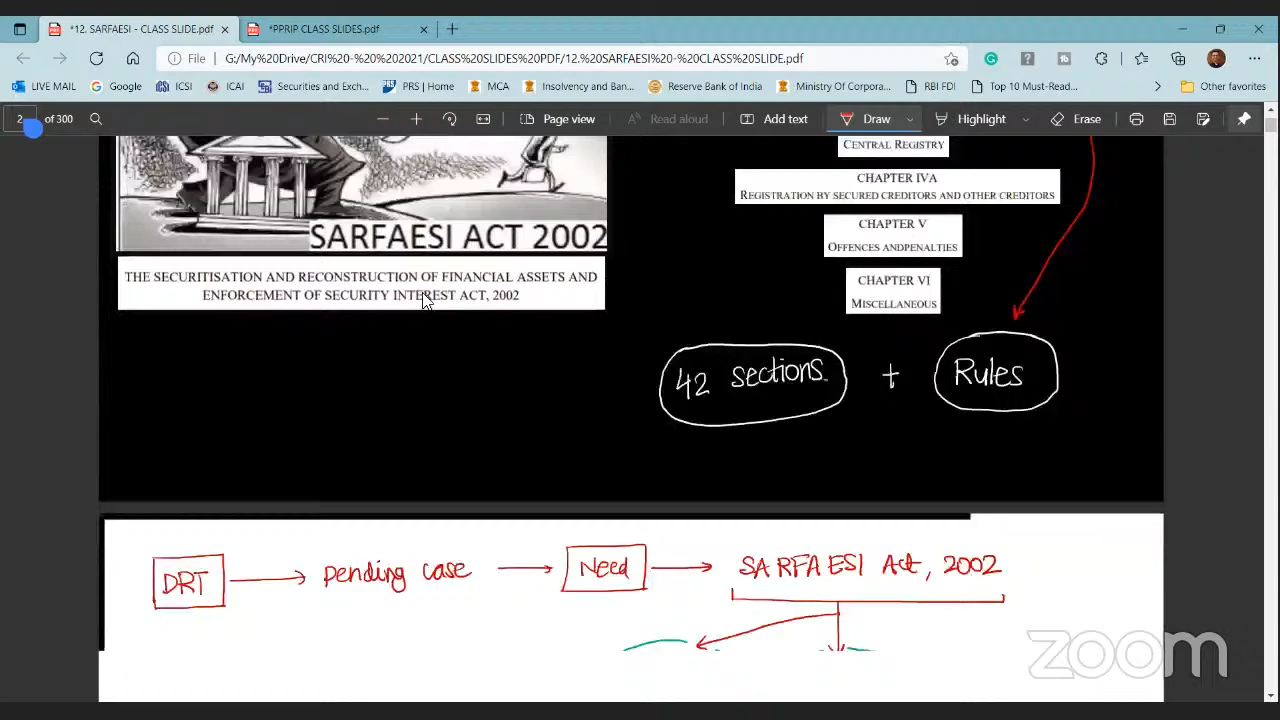 *12. SARFAESI - CLASS SLIDE.pdf
*PPRIP CLASS SLIDES.pdf
File
G:/My%20Drive/CRI%20-%20%202021/CLASS%20SLIDES%20PDF/12.%20SARFAESI%20-%20CLASS%20SLIDE.pdf
LIVE MAIL
Google
ICSI
ICAI
Securities and Exch...
PRS | Home
MCA
Insolvency and Ban...
Reserve Bank of India
Ministry Of Corpora...
RBI FDI
Top 10 Must-Read...
Other favorites
2 of 300
Page view
Read aloud
Add text
Draw
Highlight
Erase
CENTRAL REGISTRY
CHAPTER IVA
REGISTRATION BY SECURED CREDITORS AND OTHER CREDITORS
CHAPTER V
OFFENCES ANDPENALTIES
CHAPTER VI
MISCELLANEOUS
SARFAESI ACT 2002
THE SECURITISATION AND RECONSTRUCTION OF FINANCIAL ASSETS AND
ENFORCEMENT OF SECURITY INTEREST ACT, 2002
42 sections + Rules
DRT → pending case → Need → SARFAESI Act, 2002
zoom